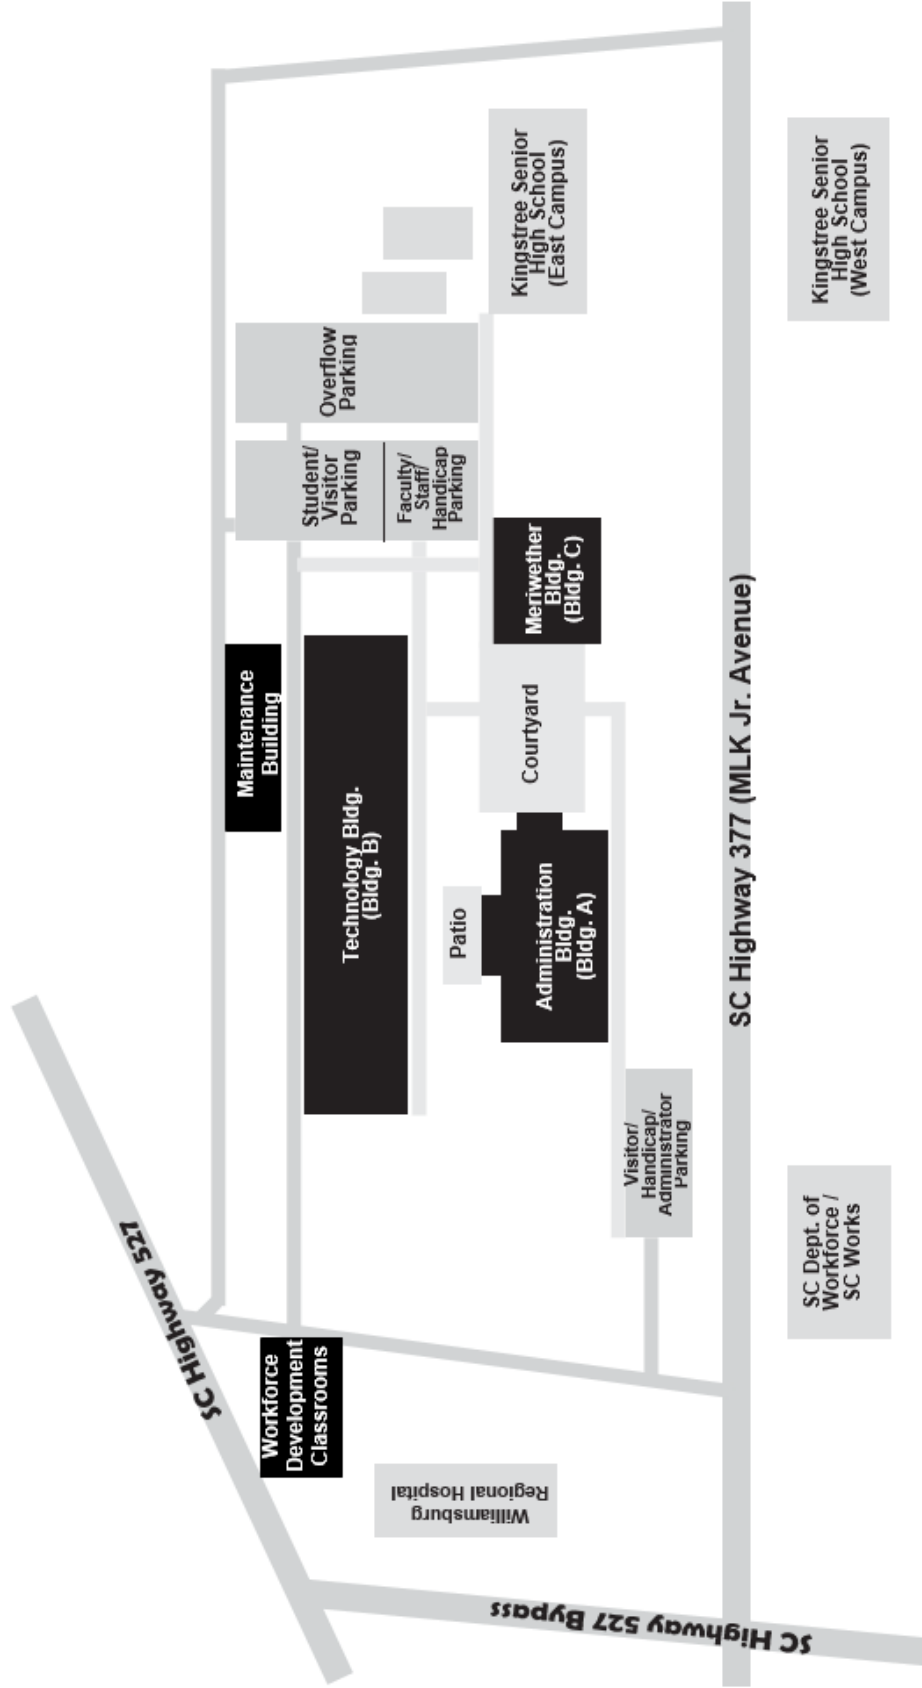 SC Highway 527
Maintenance
Building
Workforce
Development
Classrooms
Technology Bldg.
(Bldg. B)
Student/
Visitor
Parking
Overflow
Parking
Faculty/
Staff/
Handicap
Parking
Williamsburg
Regional Hospital
Patio
Administration
Bldg.
(Bldg. A)
Courtyard
Meriwether
Bldg.
(Bldg. C)
Kingstree Senior
High School
(East Campus)
Visitor/
Handicap/
Administrator
Parking
SC Highway 527 Bypass
SC Highway 377 (MLK Jr. Avenue)
SC Dept. of
Workforce /
SC Works
Kingstree Senior
High School
(West Campus)